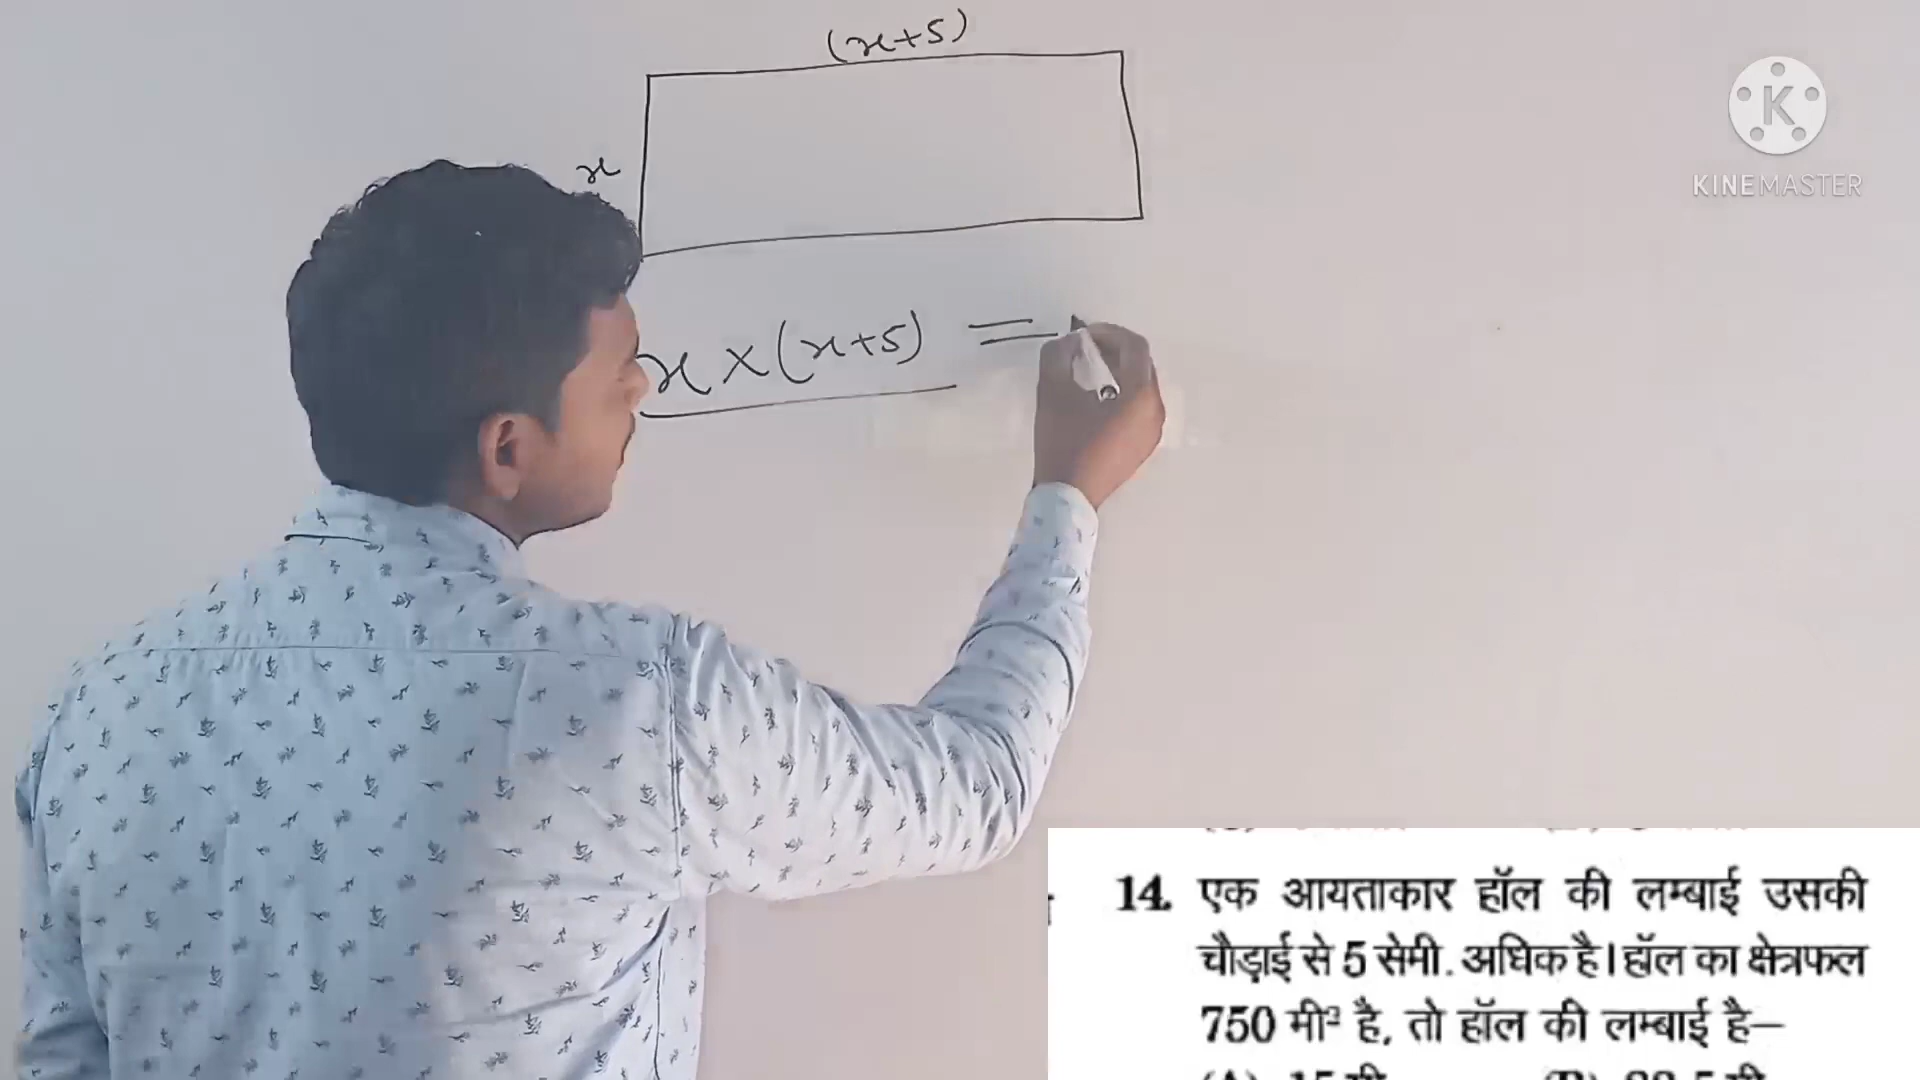 (x+5)
x
x × (x+5) =
KINEMASTER
14. एक आयताकार हॉल की लम्बाई उसकी
चौड़ाई से 5 सेमी. अधिक है। हॉल का क्षेत्रफल
750 मी² है, तो हॉल की लम्बाई है–